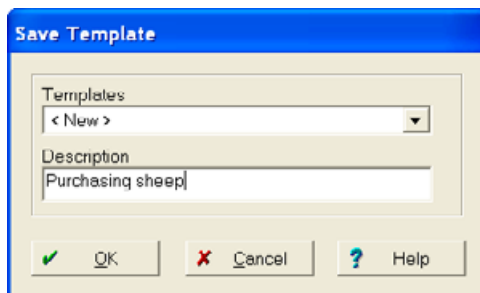 Save Template
Templates
< New >
Description
Purchasing sheep
OK Cancel Help